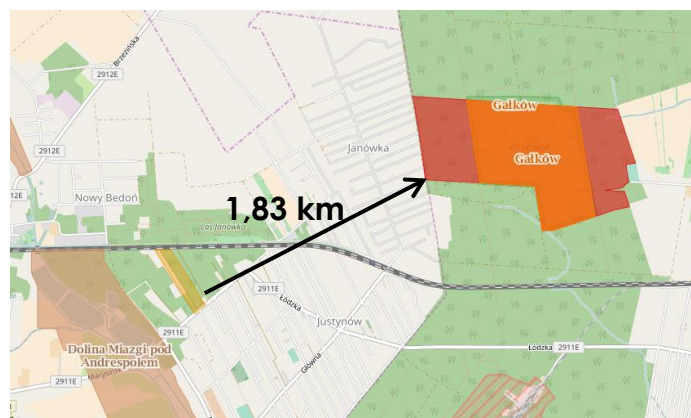 Brzezińska
2912E
2912E
Gałków
Gałków
Janówka
Nowy Bedoń
1,83 km
Las Janówka
2911E
Łódzka
2911E
Justynów
Główna
Łódzka 2911E
Dolina Miazgi pod
Andrespolem
2911E